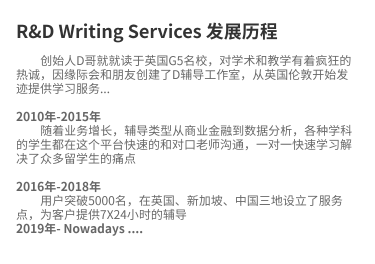 R&D Writing Services 发展历程
创始人D哥就就读于英国G5名校，对学术和教学有着疯狂的
热诚，因缘际会和朋友创建了D辅导工作室，从英国伦敦开始发
迹提供学习服务...
2010年-2015年
随着业务增长，辅导类型从商业金融到数据分析，各种学科
的学生都在这个平台快速的和对口老师沟通，一对一快速学习解
决了众多留学生的痛点
2016年-2018年
用户突破5000名，在英国、新加坡、中国三地设立了服务
点，为客户提供7X24小时的辅导
2019年- Nowadays ....